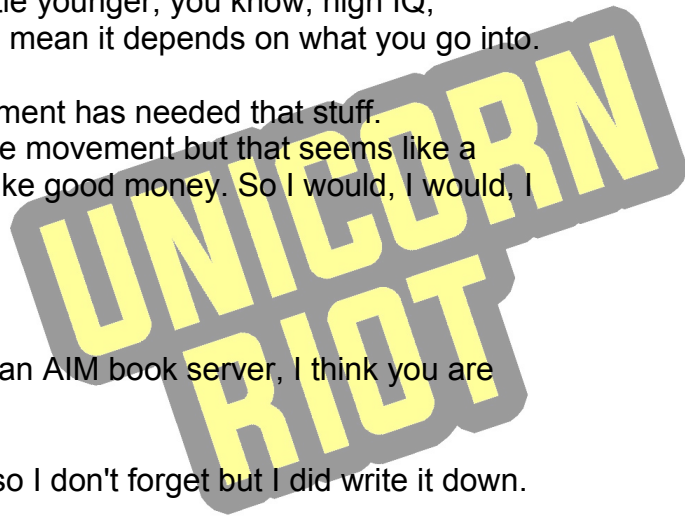 tle younger, you know, high IQ,
mean it depends on what you go into.
ment has needed that stuff.
e movement but that seems like a
ke good money. So I would, I would, I
UNICORN
RIOT
an AIM book server, I think you are
so I don't forget but I did write it down.